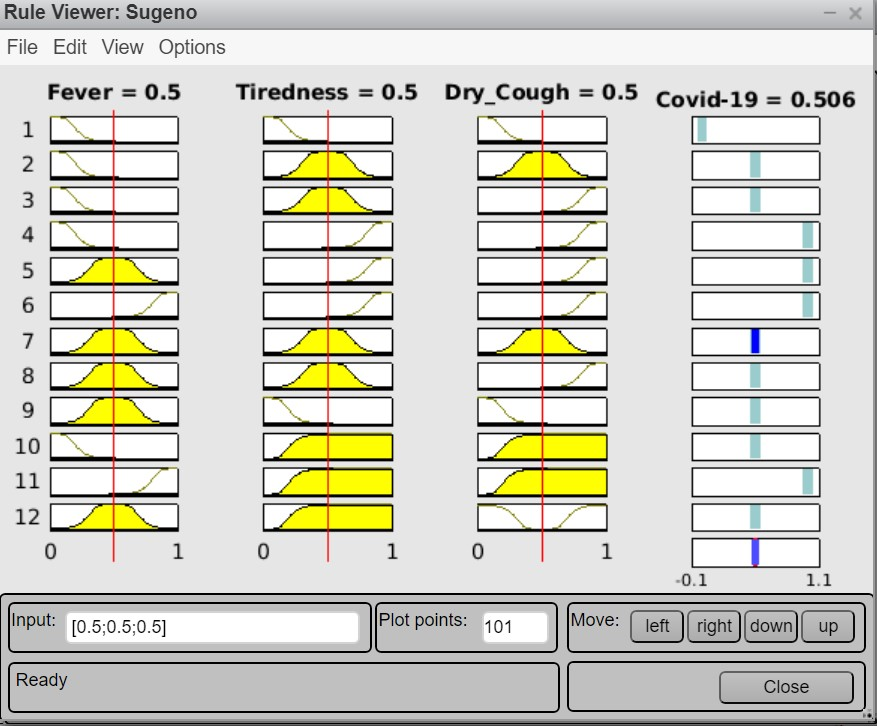 Rule Viewer: Sugeno
File Edit View Options
Fever = 0.5 Tiredness = 0.5 Dry_Cough = 0.5 Covid-19 = 0.506
1
2
3
4
5
6
7
8
9
10
11
12
0 1 0 1 0 1
-0.1 1.1
Input: [0.5;0.5;0.5] Plot points: 101 Move: left right down up
Ready Close